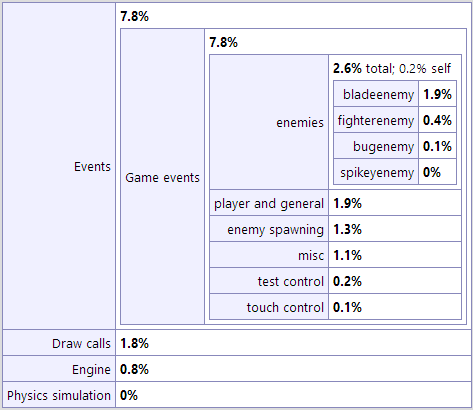 Events 7.8%
Game events 7.8%
enemies 2.6% total; 0.2% self
bladeenemy 1.9%
fighterenemy 0.4%
bugenemy 0.1%
spikeyenemy 0%
player and general 1.9%
enemy spawning 1.3%
misc 1.1%
test control 0.2%
touch control 0.1%
Draw calls 1.8%
Engine 0.8%
Physics simulation 0%